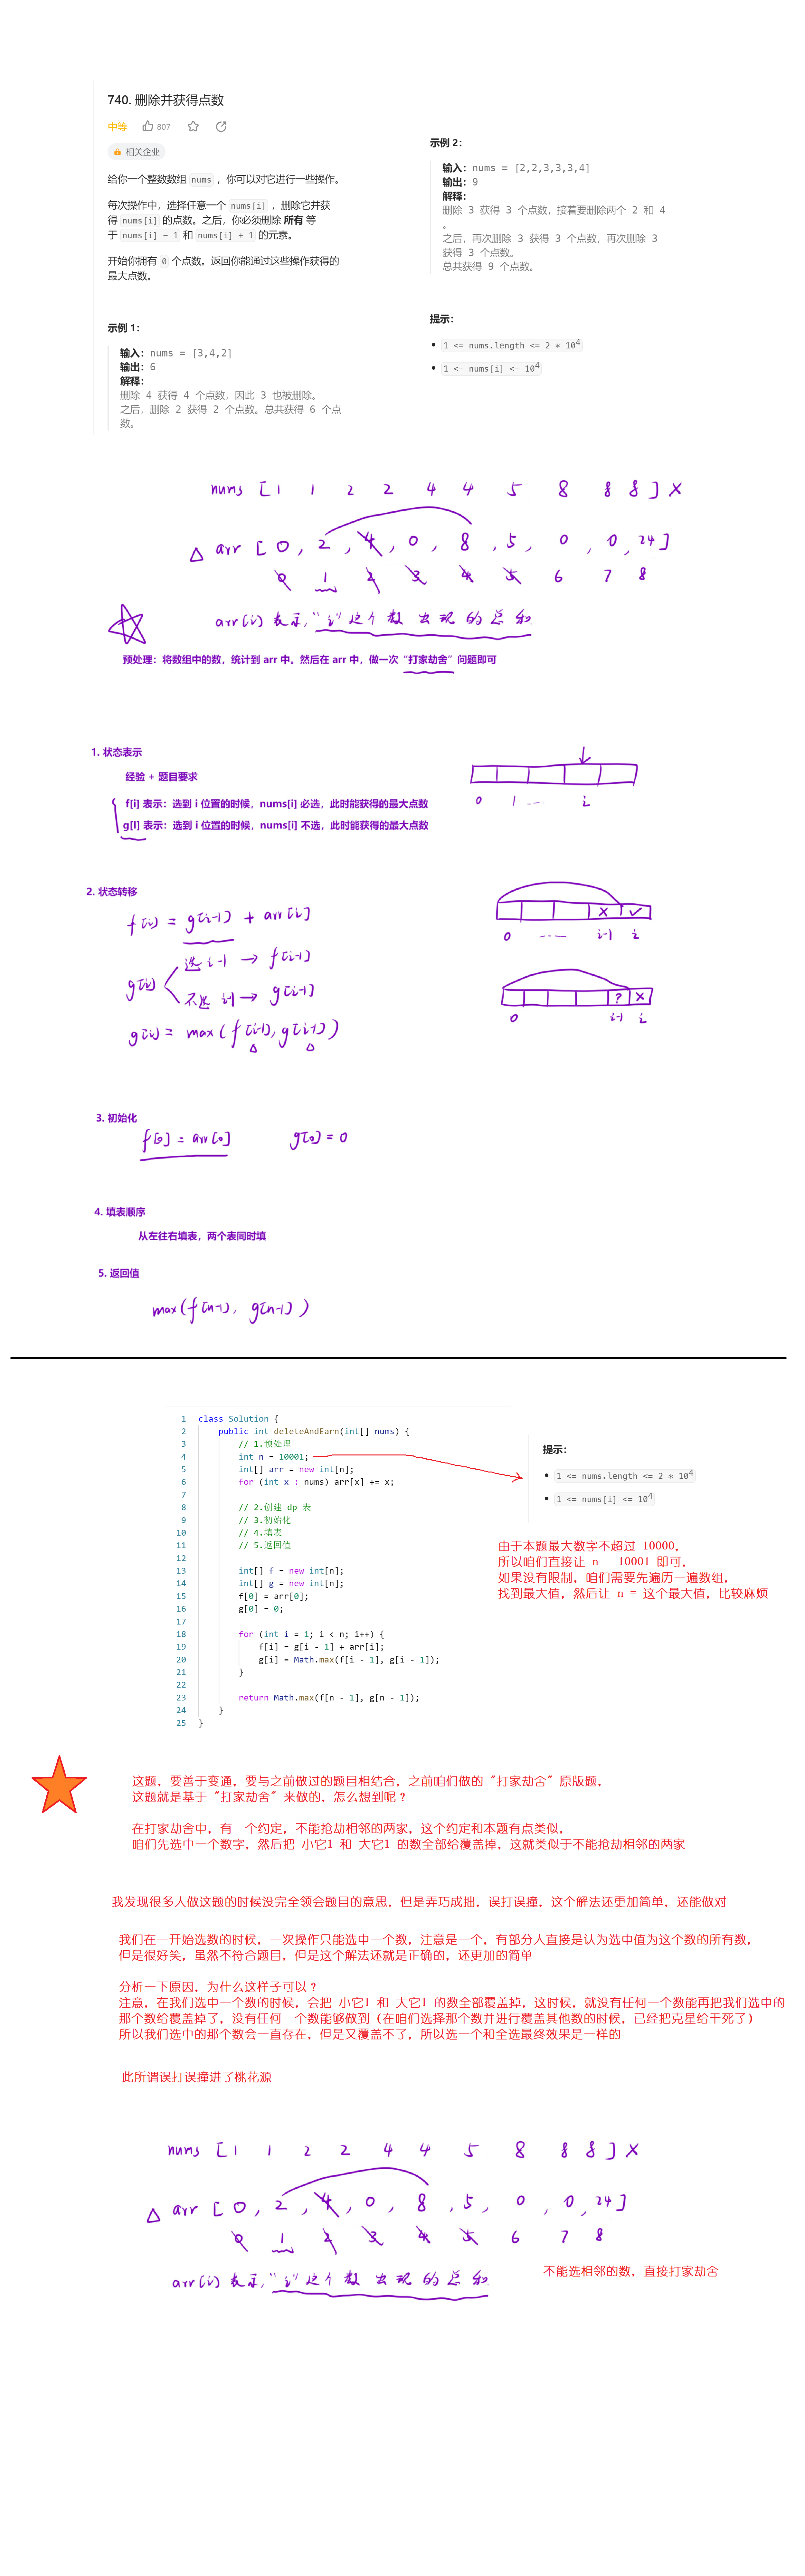 740. 删除并获得点数
中等 807
相关企业
给你一个整数数组 nums ，你可以对它进行一些操作。
每次操作中，选择任意一个 nums[i] ，删除它并获
得 nums[i] 的点数。之后，你必须删除 所有 等
于 nums[i] - 1 和 nums[i] + 1 的元素。
开始你拥有 0 个点数。返回你能通过这些操作获得的
最大点数。
示例 1：
输入：nums = [3,4,2]
输出：6
解释：
删除 4 获得 4 个点数，因此 3 也被删除。
之后，删除 2 获得 2 个点数。总共获得 6 个点
数。
示例 2：
输入：nums = [2,2,3,3,3,4]
输出：9
解释：
删除 3 获得 3 个点数，接着要删除两个 2 和 4
。
之后，再次删除 3 获得 3 个点数，再次删除 3
获得 3 个点数。
总共获得 9 个点数。
提示：
1 <= nums.length <= 2 * 10^4
1 <= nums[i] <= 10^4
nums [ 1 1 2 2 4 4 5 8 8 8 ] X
△ arr [ 0 , 2 , 4 , 0 , 8 , 5 , 0 , 0 , 24 ]
0 1 2 3 4 5 6 7 8
arr[i] 表示，“i”这个数 出现的总和
预处理：将数组中的数，统计到 arr 中。然后在 arr 中，做一次 “打家劫舍” 问题即可
1. 状态表示
经验 + 题目要求
f[i] 表示：选到 i 位置的时候，nums[i] 必选，此时能获得的最大点数
g[I] 表示：选到 i 位置的时候，nums[i] 不选，此时能获得的最大点数
0 1 ... i
2. 状态转移
f[i] = g[i-1] + arr[i]
g[i]
选 i-1 → f[i-1]
不选 i-1 → g[i-1]
g[i] = max(f[i-1], g[i-1])
× ✓
0 ... i-1 i
? ×
0 i-1 i
3. 初始化
f[0] = arr[0] g[0] = 0
4. 填表顺序
从左往右填表，两个表同时填
5. 返回值
max(f[n-1], g[n-1])
1 class Solution {
2 public int deleteAndEarn(int[] nums) {
3 // 1.预处理
4 int n = 10001;
5 int[] arr = new int[n];
6 for (int x : nums) arr[x] += x;
7
8 // 2.创建 dp 表
9 // 3.初始化
10 // 4.填表
11 // 5.返回值
12
13 int[] f = new int[n];
14 int[] g = new int[n];
15 f[0] = arr[0];
16 g[0] = 0;
17
18 for (int i = 1; i < n; i++) {
19 f[i] = g[i - 1] + arr[i];
20 g[i] = Math.max(f[i - 1], g[i - 1]);
21 }
22
23 return Math.max(f[n - 1], g[n - 1]);
24 }
25 }
提示：
1 <= nums.length <= 2 * 10^4
1 <= nums[i] <= 10^4
由于本题最大数字不超过 10000，
所以咱们直接让 n = 10001 即可，
如果没有限制，咱们需要先遍历一遍数组，
找到最大值，然后让 n = 这个最大值，比较麻烦
这题，要善于变通，要与之前做过的题目相结合，之前咱们做的 "打家劫舍" 原版题，
这题就是基于 "打家劫舍" 来做的，怎么想到呢？
在打家劫舍中，有一个约定，不能抢劫相邻的两家，这个约定和本题有点类似，
咱们先选中一个数字，然后把 小它1 和 大它1 的数全部给覆盖掉，这就类似于不能抢劫相邻的两家
我发现很多人做这题的时候没完全领会题目的意思，但是弄巧成拙，误打误撞，这个解法还更加简单，还能做对
我们在一开始选数的时候，一次操作只能选中一个数，注意是一个，有部分人直接是认为选中值为这个数的所有数，
但是很好笑，虽然不符合题目，但是这个解法还就是正确的，还更加的简单
分析一下原因，为什么这样子可以？
注意，在我们选中一个数的时候，会把 小它1 和 大它1 的数全部覆盖掉，这时候，就没有任何一个数能再把我们选中的
那个数给覆盖掉了，没有任何一个数能够做到（在咱们选择那个数并进行覆盖其他数的时候，已经把克星给干死了）
所以我们选中的那个数会一直存在，但是又覆盖不了，所以选一个和全选最终效果是一样的
此所谓误打误撞进了桃花源
nums [ 1 1 2 2 4 4 5 8 8 8 ] X
△ arr [ 0 , 2 , 4 , 0 , 8 , 5 , 0 , 0 , 24 ]
0 1 2 3 4 5 6 7 8
arr[i] 表示，“i”这个数 出现的总和
不能选相邻的数，直接打家劫舍